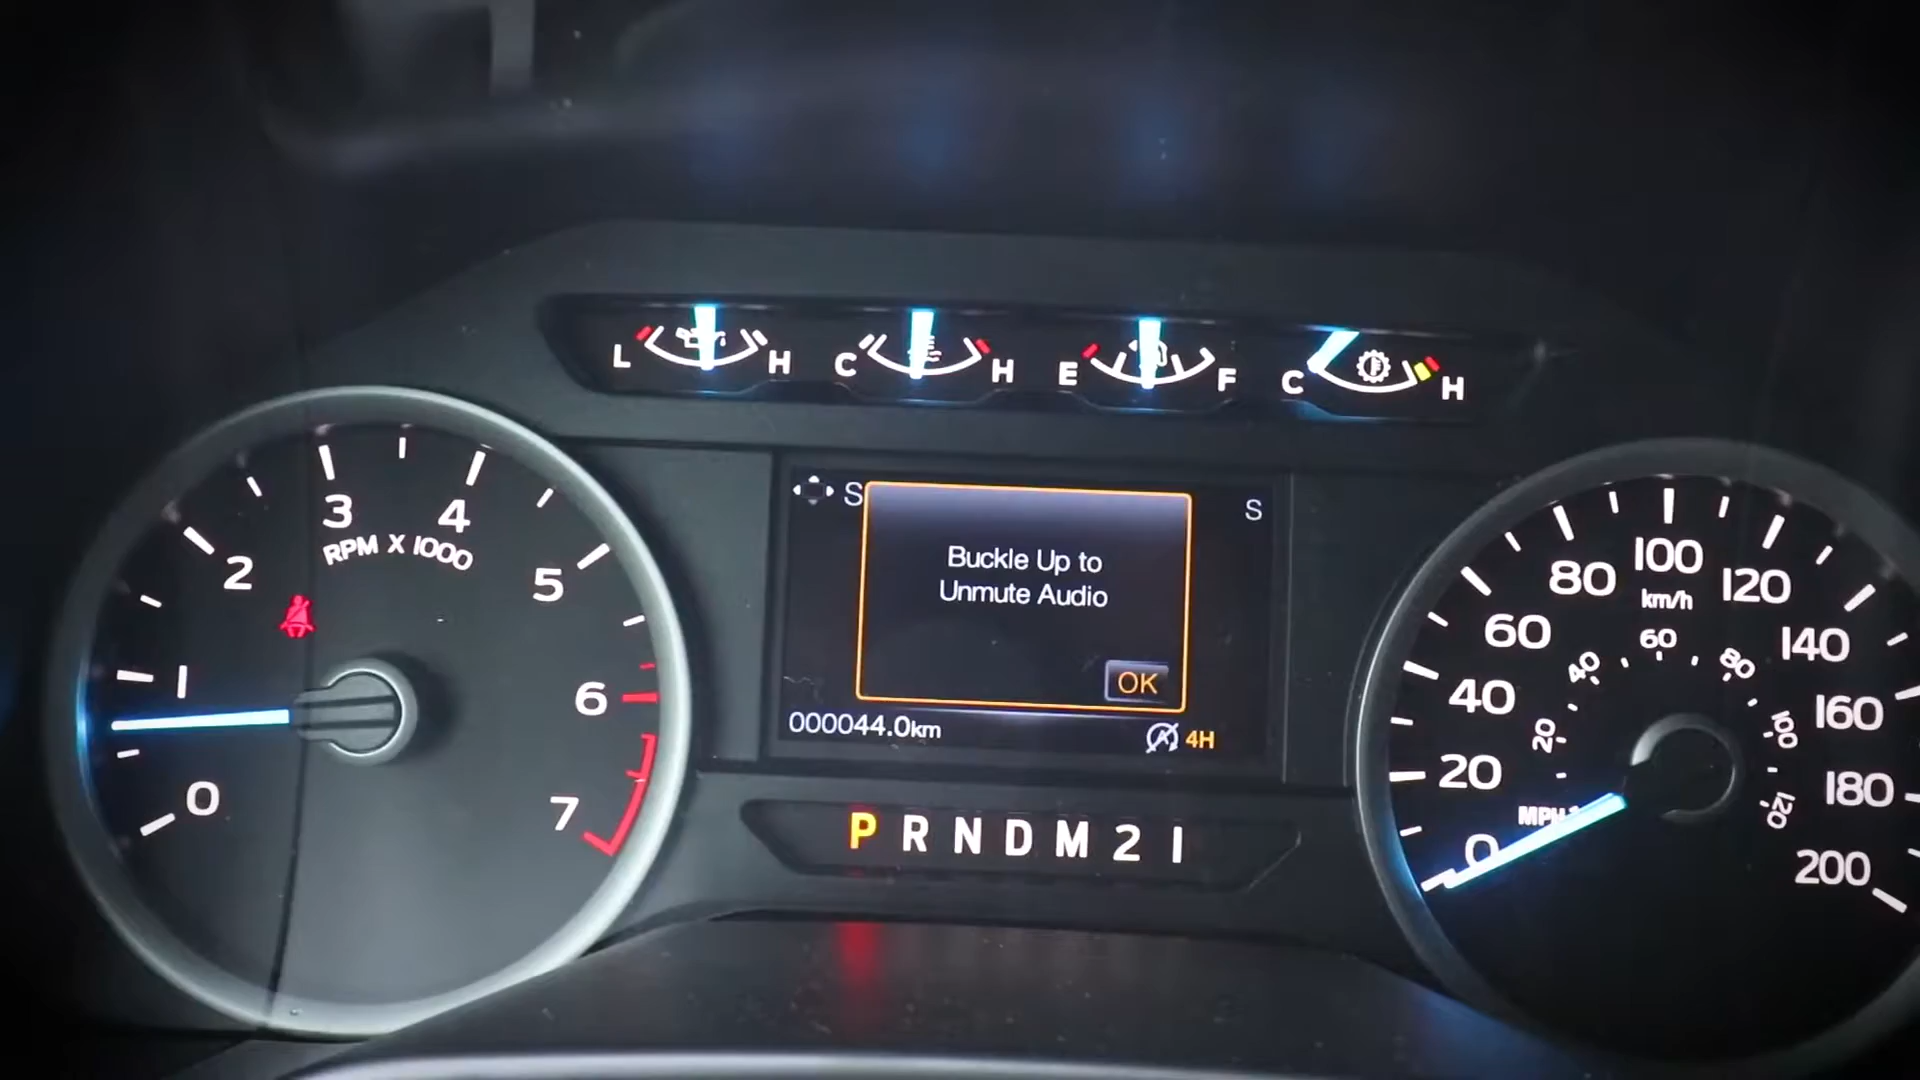 L H C H E F C H
3 4
RPM X 1000
2 5
1 6
0 7
S S
Buckle Up to
Unmute Audio
OK
000044.0km 4H
P R N D M 2 1
100
80 120
km/h
60 140
40 160
20 180
0 200
60
40 80
20 100
120
MPH